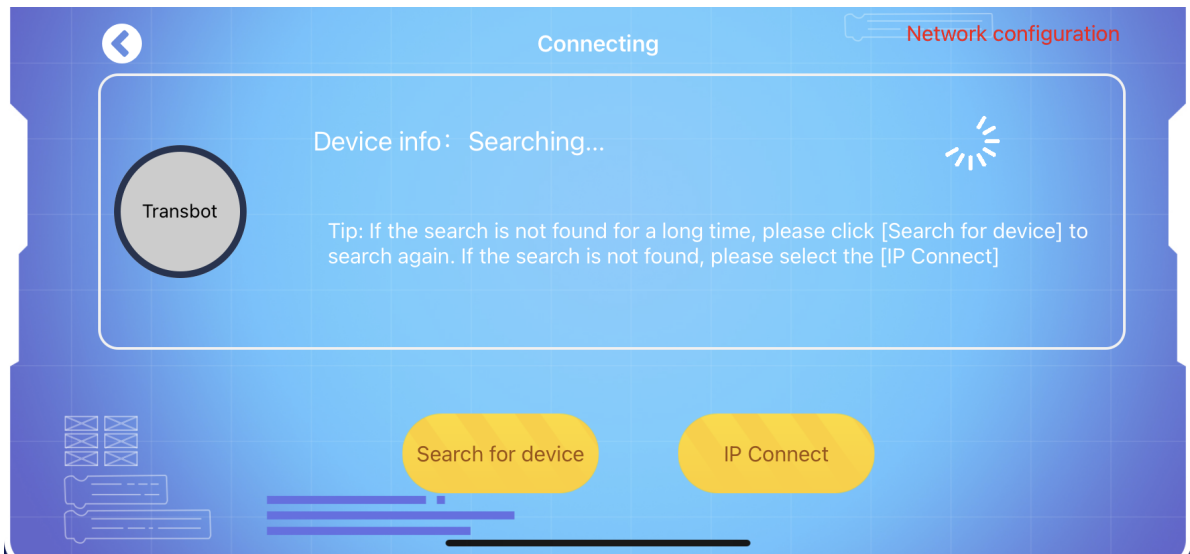 Connecting
Network configuration
Device info：Searching...
Transbot
Tip: If the search is not found for a long time, please click [Search for device] to
search again. If the search is not found, please select the [IP Connect]
Search for device
IP Connect